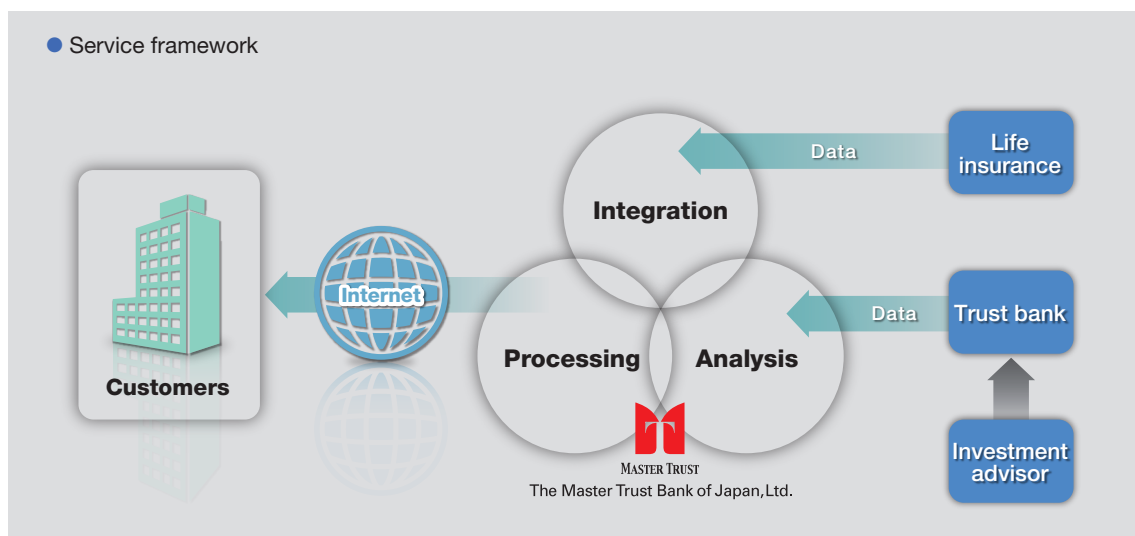 Service framework
Data
Life
insurance
Integration
Internet
Data
Trust bank
Processing
Analysis
Customers
Investment
advisor
MASTER TRUST
The Master Trust Bank of Japan,Ltd.